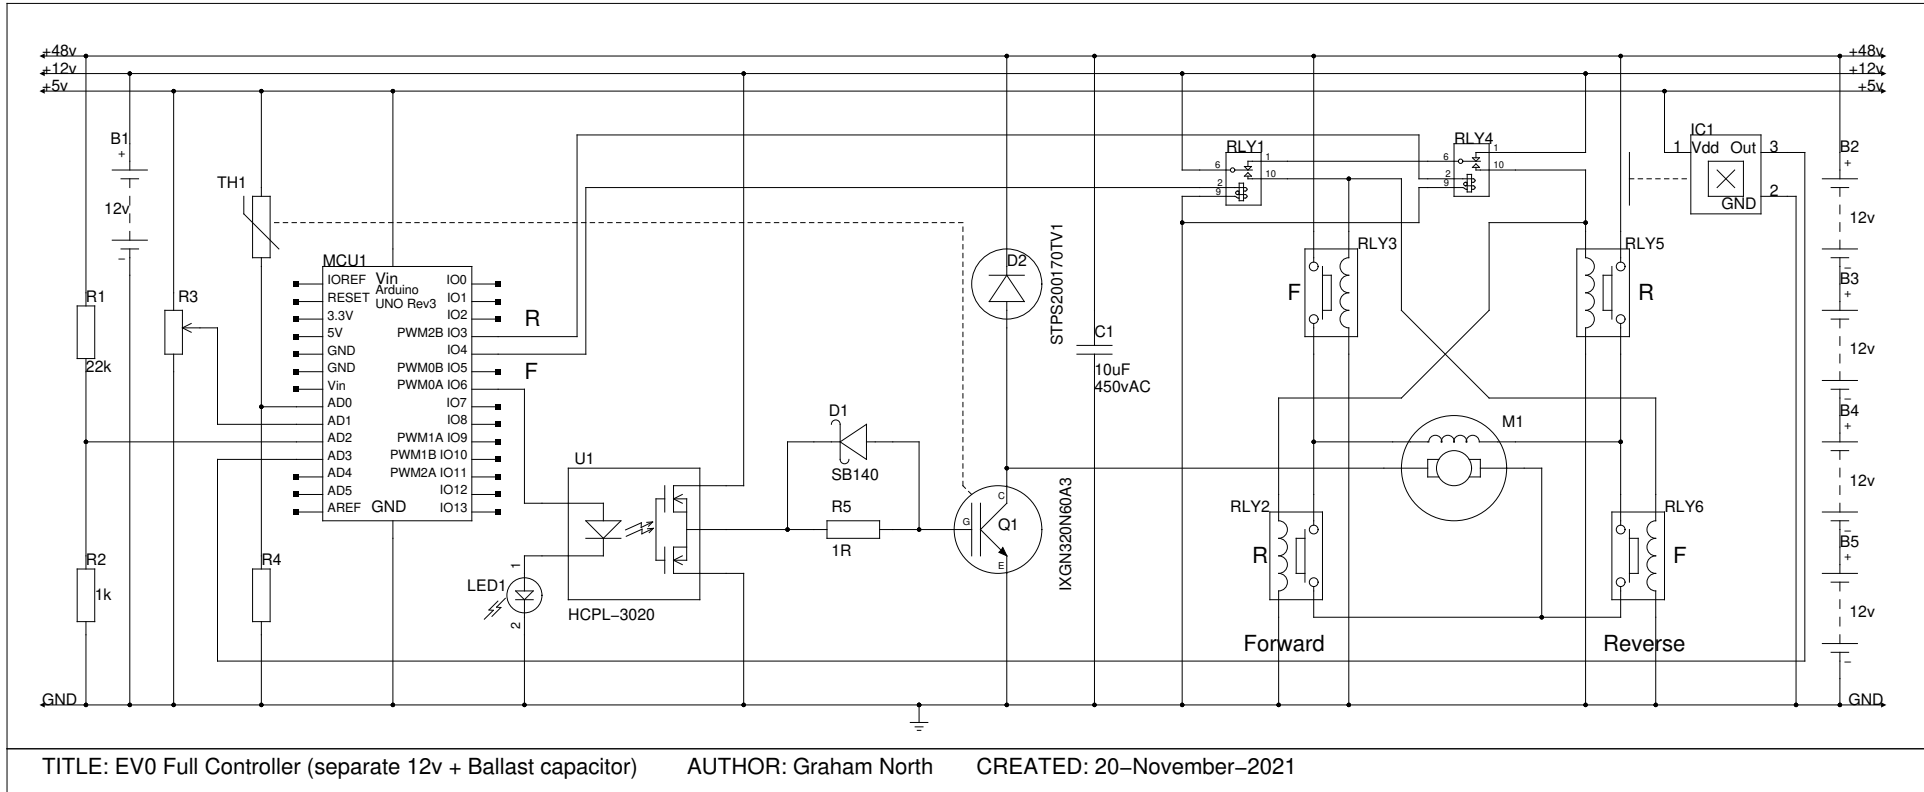 +48v +48v
+12v +12v
+5v +5v
B1
+
12v
−
TH1
R1
22k
R3
R2
1k
R4
MCU1
Vin
Arduino
UNO Rev3
IOREF IO0
RESET IO1
3.3V IO2
5V PWM2B IO3
GND IO4
GND PWM0B IO5
Vin PWM0A IO6
AD0 IO7
AD1 IO8
AD2 PWM1A IO9
AD3 PWM1B IO10
AD4 PWM2A IO11
AD5 IO12
AREF GND IO13
R
F
LED1
1
2
U1
HCPL−3020
D1
SB140
R5
1R
D2
STPS200170TV1
C
G
Q1
E
IXGN320N60A3
C1
10uF
450vAC
RLY1
6 1
10
2
9
RLY4
6 1
10
2
9
IC1
1 Vdd Out 3
2
GND
RLY3
F
RLY5
R
M1
RLY2
R
RLY6
F
Forward Reverse
B2
+
12v
−
B3
+
12v
−
B4
+
12v
−
B5
+
12v
−
GND GND
TITLE: EV0 Full Controller (separate 12v + Ballast capacitor) AUTHOR: Graham North CREATED: 20−November−2021